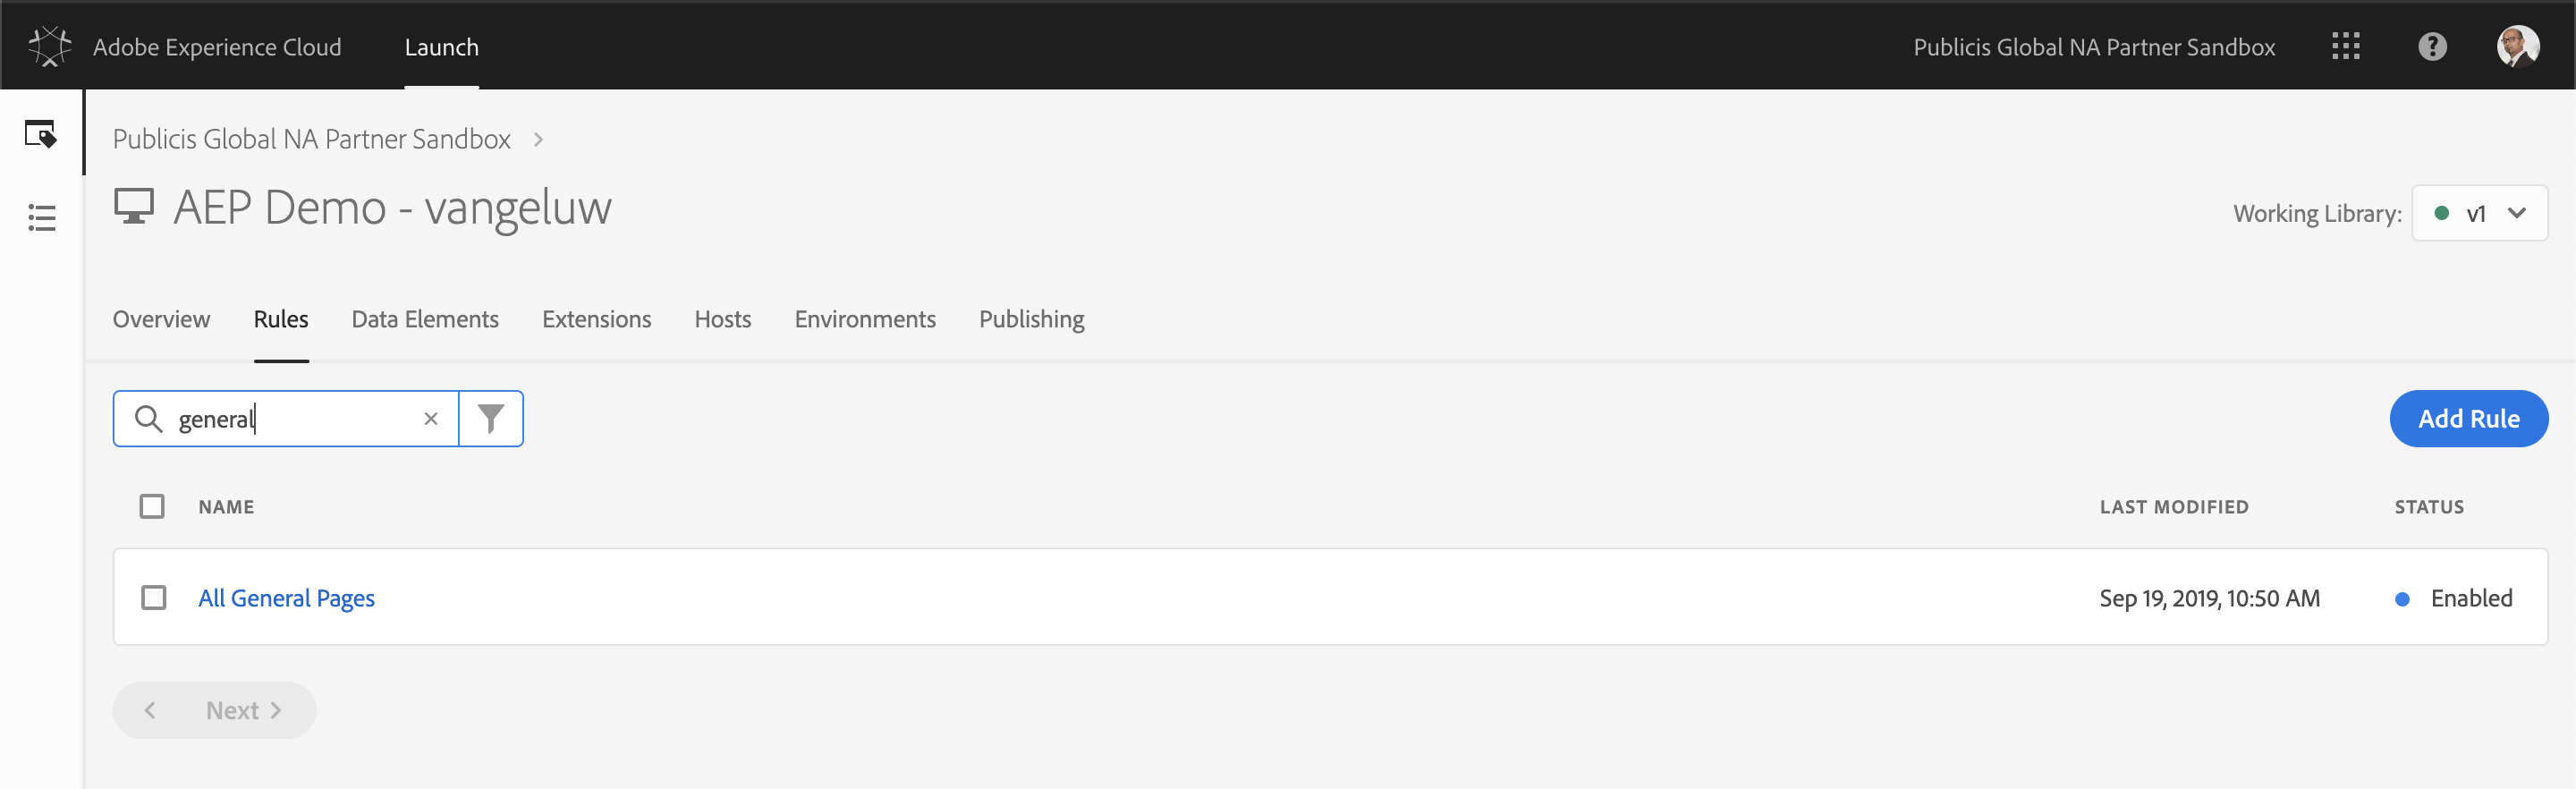 Adobe Experience Cloud Launch Publicis Global NA Partner Sandbox ?
Publicis Global NA Partner Sandbox >
AEP Demo - vangeluw
Working Library: v1
Overview Rules Data Elements Extensions Hosts Environments Publishing
general ×
Add Rule
NAME LAST MODIFIED STATUS
All General Pages Sep 19, 2019, 10:50 AM Enabled
< Next >